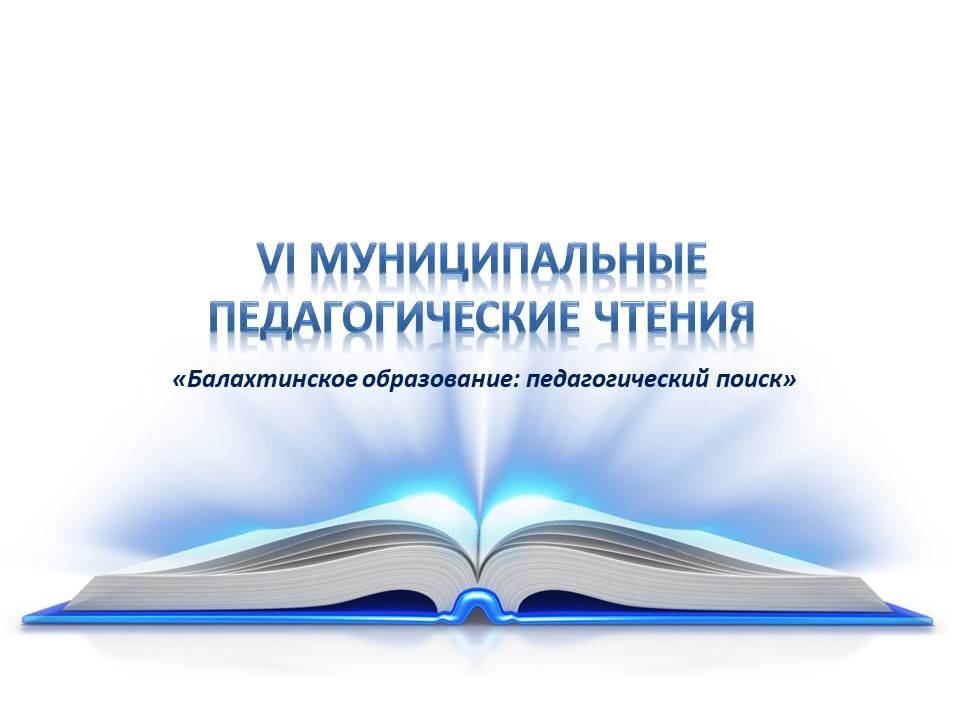 VI МУНИЦИПАЛЬНЫЕ
ПЕДАГОГИЧЕСКИЕ ЧТЕНИЯ
«Балахтинское образование: педагогический поиск»